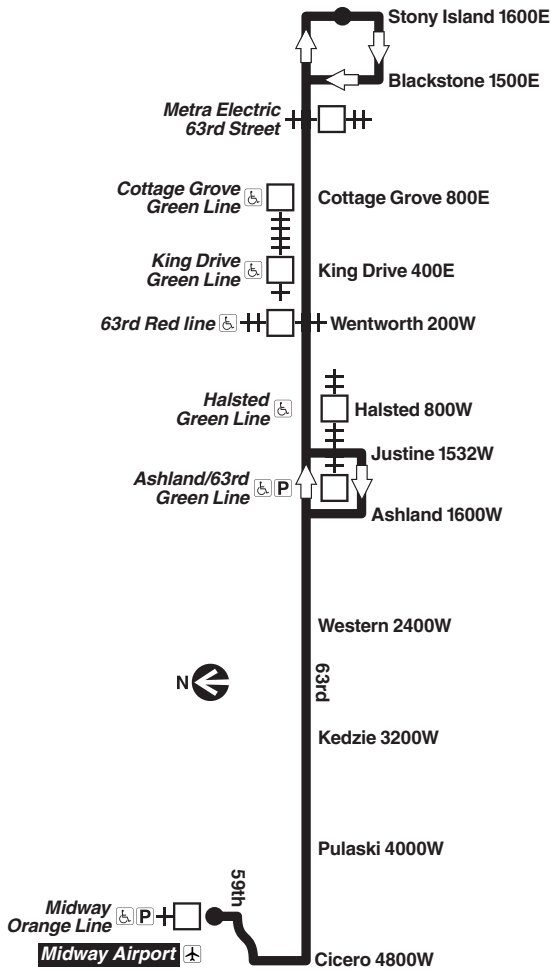 Stony Island 1600E
Blackstone 1500E
Metra Electric
63rd Street
Cottage Grove
Green Line
Cottage Grove 800E
King Drive
Green Line
King Drive 400E
63rd Red line
Wentworth 200W
Halsted
Green Line
Halsted 800W
Justine 1532W
Ashland/63rd
Green Line
P
Ashland 1600W
Western 2400W
63rd
N
Kedzie 3200W
Pulaski 4000W
59th
Midway
Orange Line
P
Midway Airport
Cicero 4800W